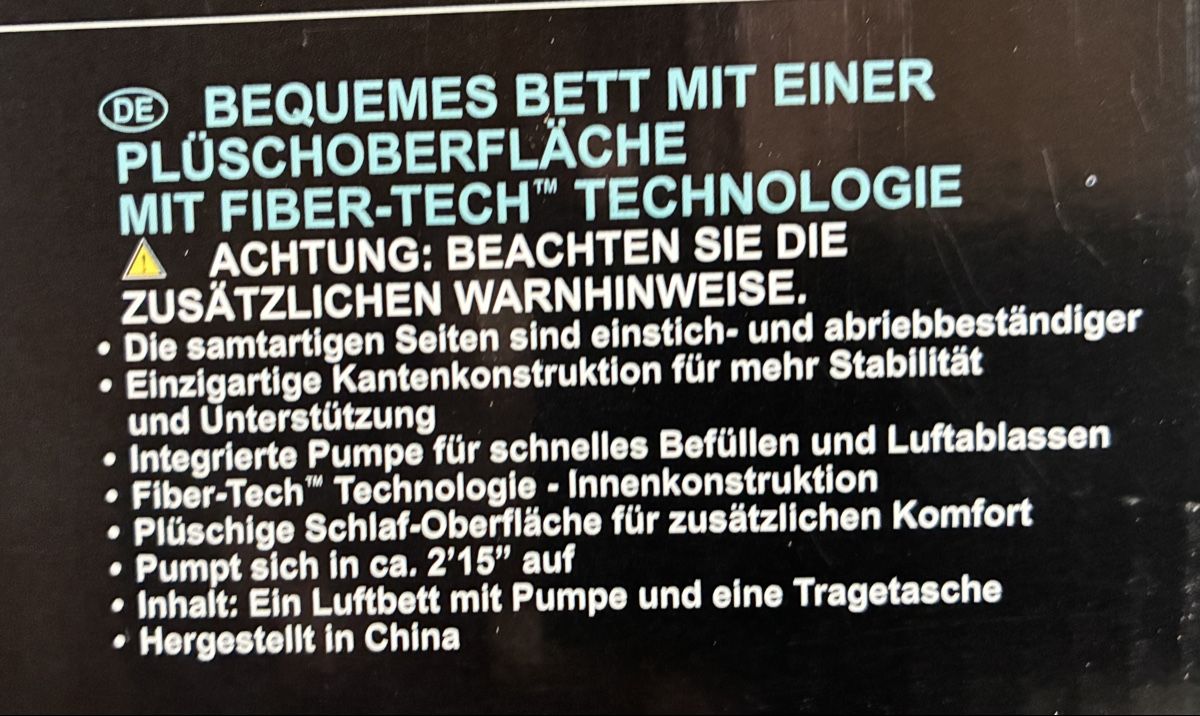 DE BEQUEMES BETT MIT EINER
PLÜSCHOBERFLÄCHE
MIT FIBER-TECH™ TECHNOLOGIE
ACHTUNG: BEACHTEN SIE DIE
ZUSÄTZLICHEN WARNHINWEISE.
• Die samtartigen Seiten sind einstich- und abriebbeständiger
• Einzigartige Kantenkonstruktion für mehr Stabilität
und Unterstützung
• Integrierte Pumpe für schnelles Befüllen und Luftablassen
• Fiber-Tech™ Technologie - Innenkonstruktion
• Plüschige Schlaf-Oberfläche für zusätzlichen Komfort
• Pumpt sich in ca. 2’15” auf
• Inhalt: Ein Luftbett mit Pumpe und eine Tragetasche
• Hergestellt in China